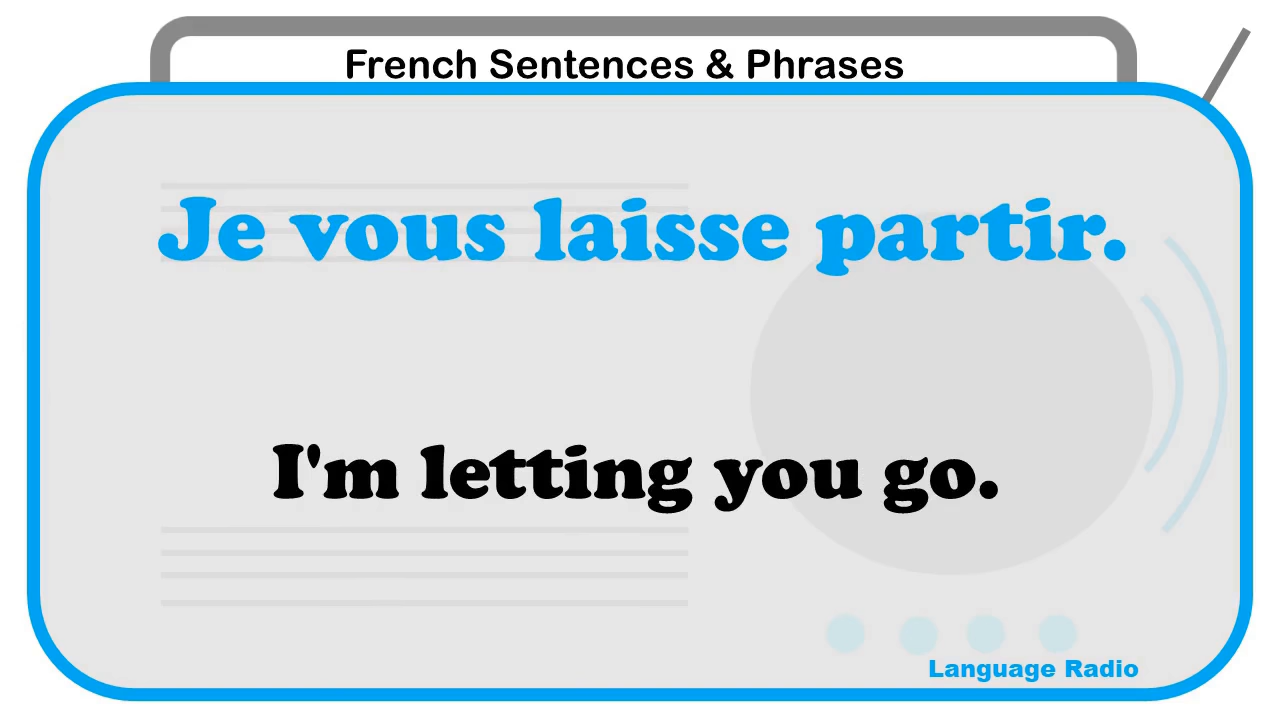 French Sentences & Phrases
Je vous laisse partir.
I'm letting you go.
Language Radio